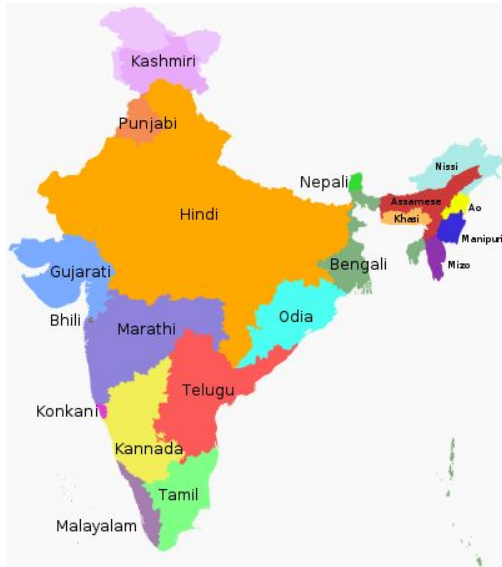 Kashmiri
Punjabi
Nissi
Nepali
Assamese
Ao
Hindi
Khasi
Manipuri
Gujarati
Bengali
Mizo
Bhili
Marathi
Odia
Telugu
Konkani
Kannada
Tamil
Malayalam